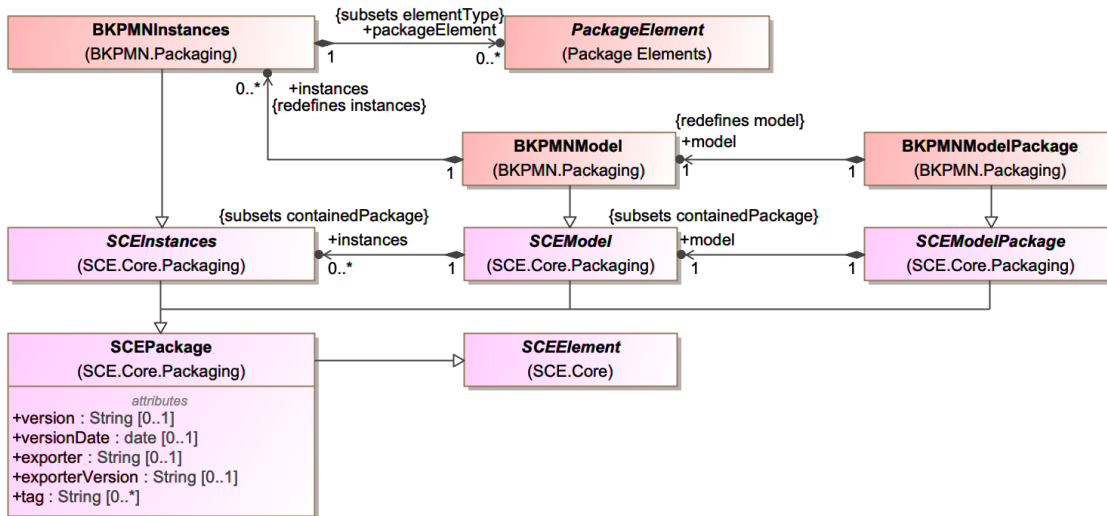 BKPMNInstances
(BKPMN.Packaging)
{subsets elementType}
+packageElement
1
0..*
PackageElement
(Package Elements)
0..*
+instances
{redefines instances}
1
BKPMNModel
(BKPMN.Packaging)
{redefines model}
+model
1
1
BKPMNModelPackage
(BKPMN.Packaging)
{subsets containedPackage}
+instances
0..*
1
SCEInstances
(SCE.Core.Packaging)
SCEModel
(SCE.Core.Packaging)
{subsets containedPackage}
+model
1
1
SCEModelPackage
(SCE.Core.Packaging)
SCEPackage
(SCE.Core.Packaging)
SCEElement
(SCE.Core)
attributes
+version : String [0..1]
+versionDate : date [0..1]
+exporter : String [0..1]
+exporterVersion : String [0..1]
+tag : String [0..*]